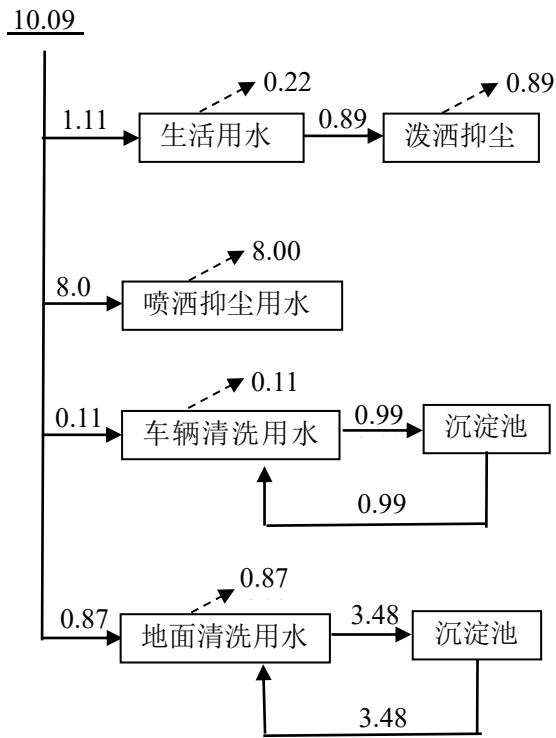 10.09
0.22
0.89
1.11
生活用水
0.89
泼洒抑尘
8.00
8.0
喷洒抑尘用水
0.11
0.11
车辆清洗用水
0.99
沉淀池
0.99
0.87
0.87
地面清洗用水
3.48
沉淀池
3.48